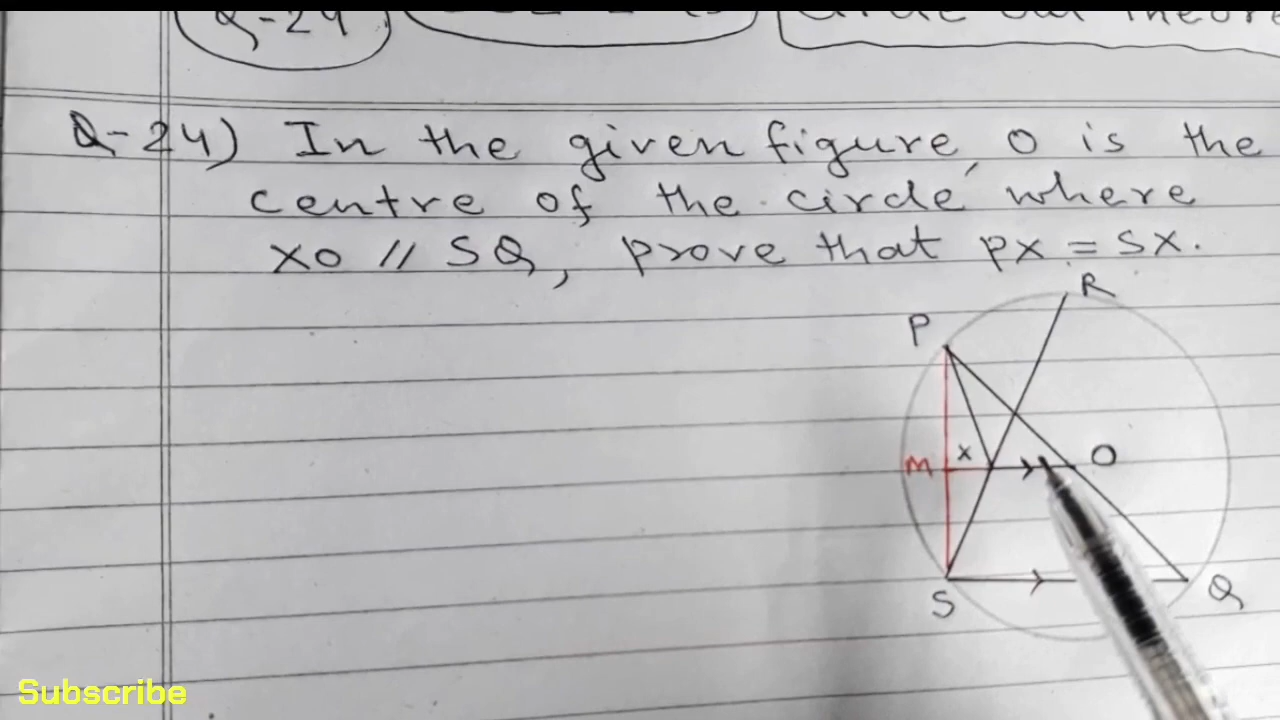 Q-24
Q-24) In the given figure, O is the
centre of the circle where
XO // SQ, prove that PX = SX.
R
P
X
M
O
S
Q
Subscribe